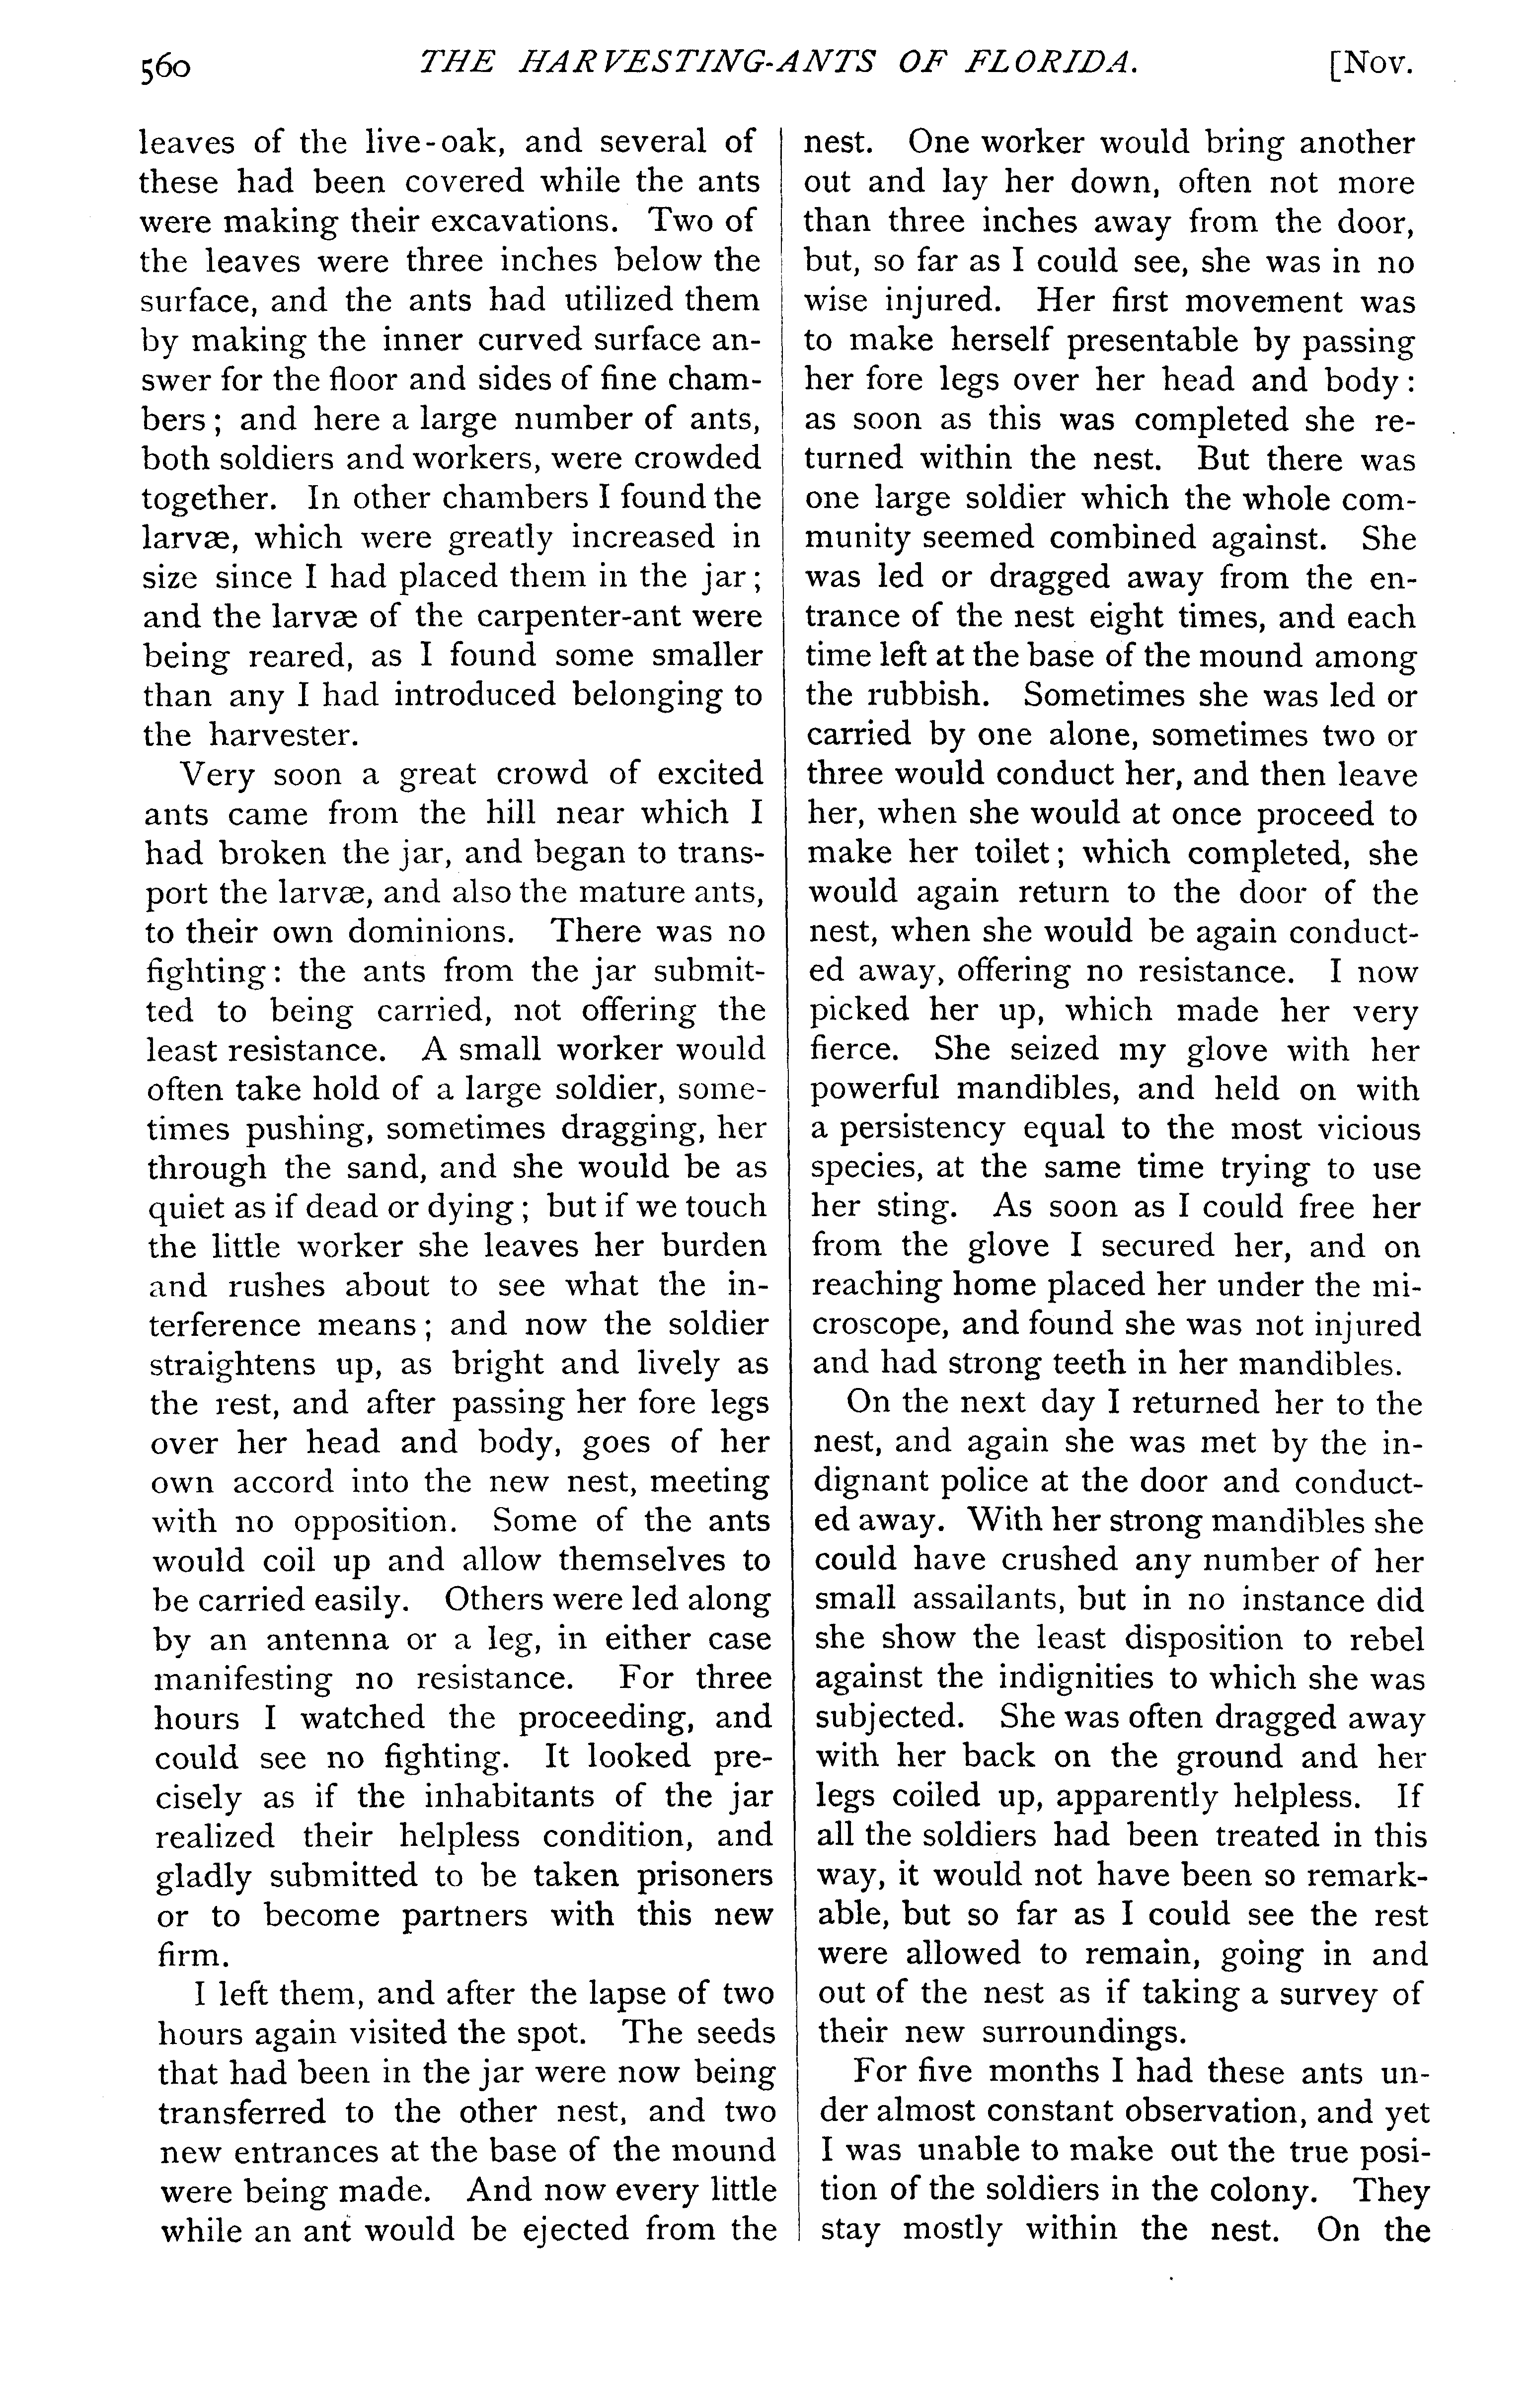 560 THE HARVESTING-ANTS OF FLORIDA. [Nov.
leaves of the live-oak, and several of
these had been covered while the ants
were making their excavations. Two of
the leaves were three inches below the
surface, and the ants had utilized them
by making the inner curved surface an-
swer for the floor and sides of fine cham-
bers; and here a large number of ants,
both soldiers and workers, were crowded
together. In other chambers I found the
larvæ, which were greatly increased in
size since I had placed them in the jar;
and the larvæ of the carpenter-ant were
being reared, as I found some smaller
than any I had introduced belonging to
the harvester.
Very soon a great crowd of excited
ants came from the hill near which I
had broken the jar, and began to trans-
port the larvæ, and also the mature ants,
to their own dominions. There was no
fighting: the ants from the jar submit-
ted to being carried, not offering the
least resistance. A small worker would
often take hold of a large soldier, some-
times pushing, sometimes dragging, her
through the sand, and she would be as
quiet as if dead or dying; but if we touch
the little worker she leaves her burden
and rushes about to see what the in-
terference means; and now the soldier
straightens up, as bright and lively as
the rest, and after passing her fore legs
over her head and body, goes of her
own accord into the new nest, meeting
with no opposition. Some of the ants
would coil up and allow themselves to
be carried easily. Others were led along
by an antenna or a leg, in either case
manifesting no resistance. For three
hours I watched the proceeding, and
could see no fighting. It looked pre-
cisely as if the inhabitants of the jar
realized their helpless condition, and
gladly submitted to be taken prisoners
or to become partners with this new
firm.
I left them, and after the lapse of two
hours again visited the spot. The seeds
that had been in the jar were now being
transferred to the other nest, and two
new entrances at the base of the mound
were being made. And now every little
while an ant would be ejected from the
nest. One worker would bring another
out and lay her down, often not more
than three inches away from the door,
but, so far as I could see, she was in no
wise injured. Her first movement was
to make herself presentable by passing
her fore legs over her head and body:
as soon as this was completed she re-
turned within the nest. But there was
one large soldier which the whole com-
munity seemed combined against. She
was led or dragged away from the en-
trance of the nest eight times, and each
time left at the base of the mound among
the rubbish. Sometimes she was led or
carried by one alone, sometimes two or
three would conduct her, and then leave
her, when she would at once proceed to
make her toilet; which completed, she
would again return to the door of the
nest, when she would be again conduct-
ed away, offering no resistance. I now
picked her up, which made her very
fierce. She seized my glove with her
powerful mandibles, and held on with
a persistency equal to the most vicious
species, at the same time trying to use
her sting. As soon as I could free her
from the glove I secured her, and on
reaching home placed her under the mi-
croscope, and found she was not injured
and had strong teeth in her mandibles.
On the next day I returned her to the
nest, and again she was met by the in-
dignant police at the door and conduct-
ed away. With her strong mandibles she
could have crushed any number of her
small assailants, but in no instance did
she show the least disposition to rebel
against the indignities to which she was
subjected. She was often dragged away
with her back on the ground and her
legs coiled up, apparently helpless. If
all the soldiers had been treated in this
way, it would not have been so remark-
able, but so far as I could see the rest
were allowed to remain, going in and
out of the nest as if taking a survey of
their new surroundings.
For five months I had these ants un-
der almost constant observation, and yet
I was unable to make out the true posi-
tion of the soldiers in the colony. They
stay mostly within the nest. On the